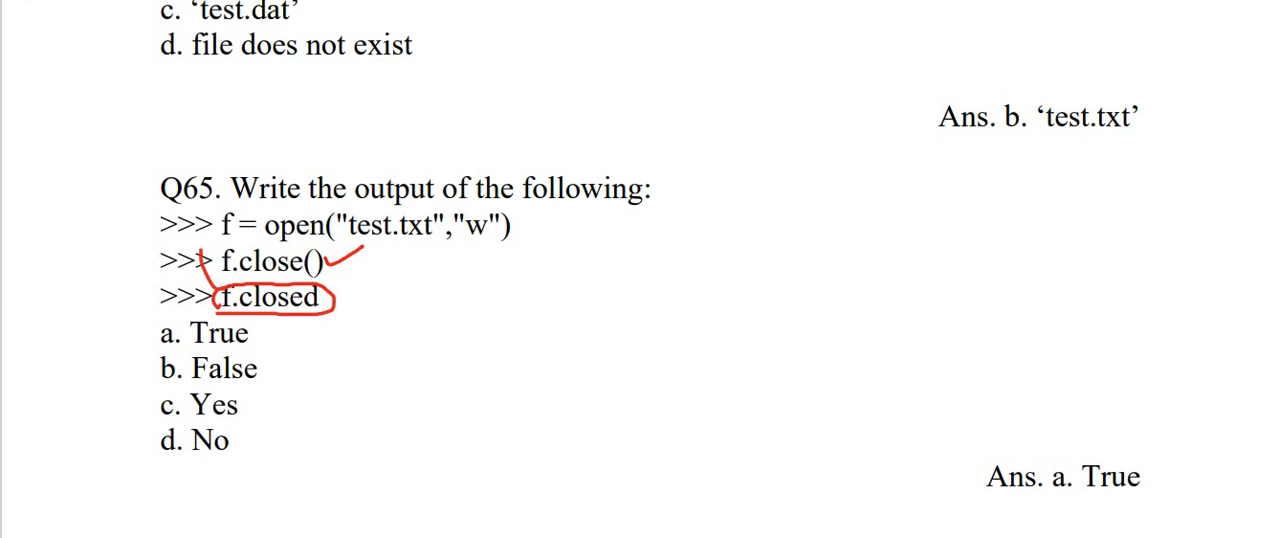 c. ‘test.dat’
d. file does not exist
Ans. b. ‘test.txt’
Q65. Write the output of the following:
>>> f = open("test.txt","w")
>>> f.close()
>>> f.closed
a. True
b. False
c. Yes
d. No
Ans. a. True